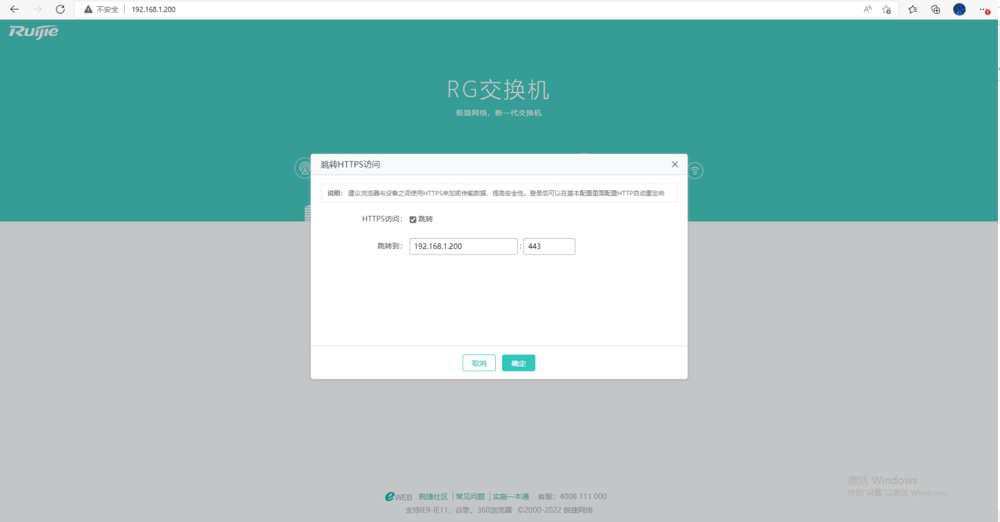 不安全 192.168.1.200
Ruijie
RG交换机
极简网络，新一代交换机
跳转HTTPS访问
说明： 建议浏览器与设备之间使用HTTPS来加密传输数据，提高安全性。登录后可以在基本配置里面配置HTTP自动重定向
HTTPS访问： 跳转
跳转到： 192.168.1.200 : 443
取消 确定
激活 Windows
转到"设置"以激活 Windows。
eWEB 锐捷社区 常见问题 实施一本通 客服：4008 111 000
支持IE9-IE11，谷歌，360浏览器 ©2000-2022 锐捷网络